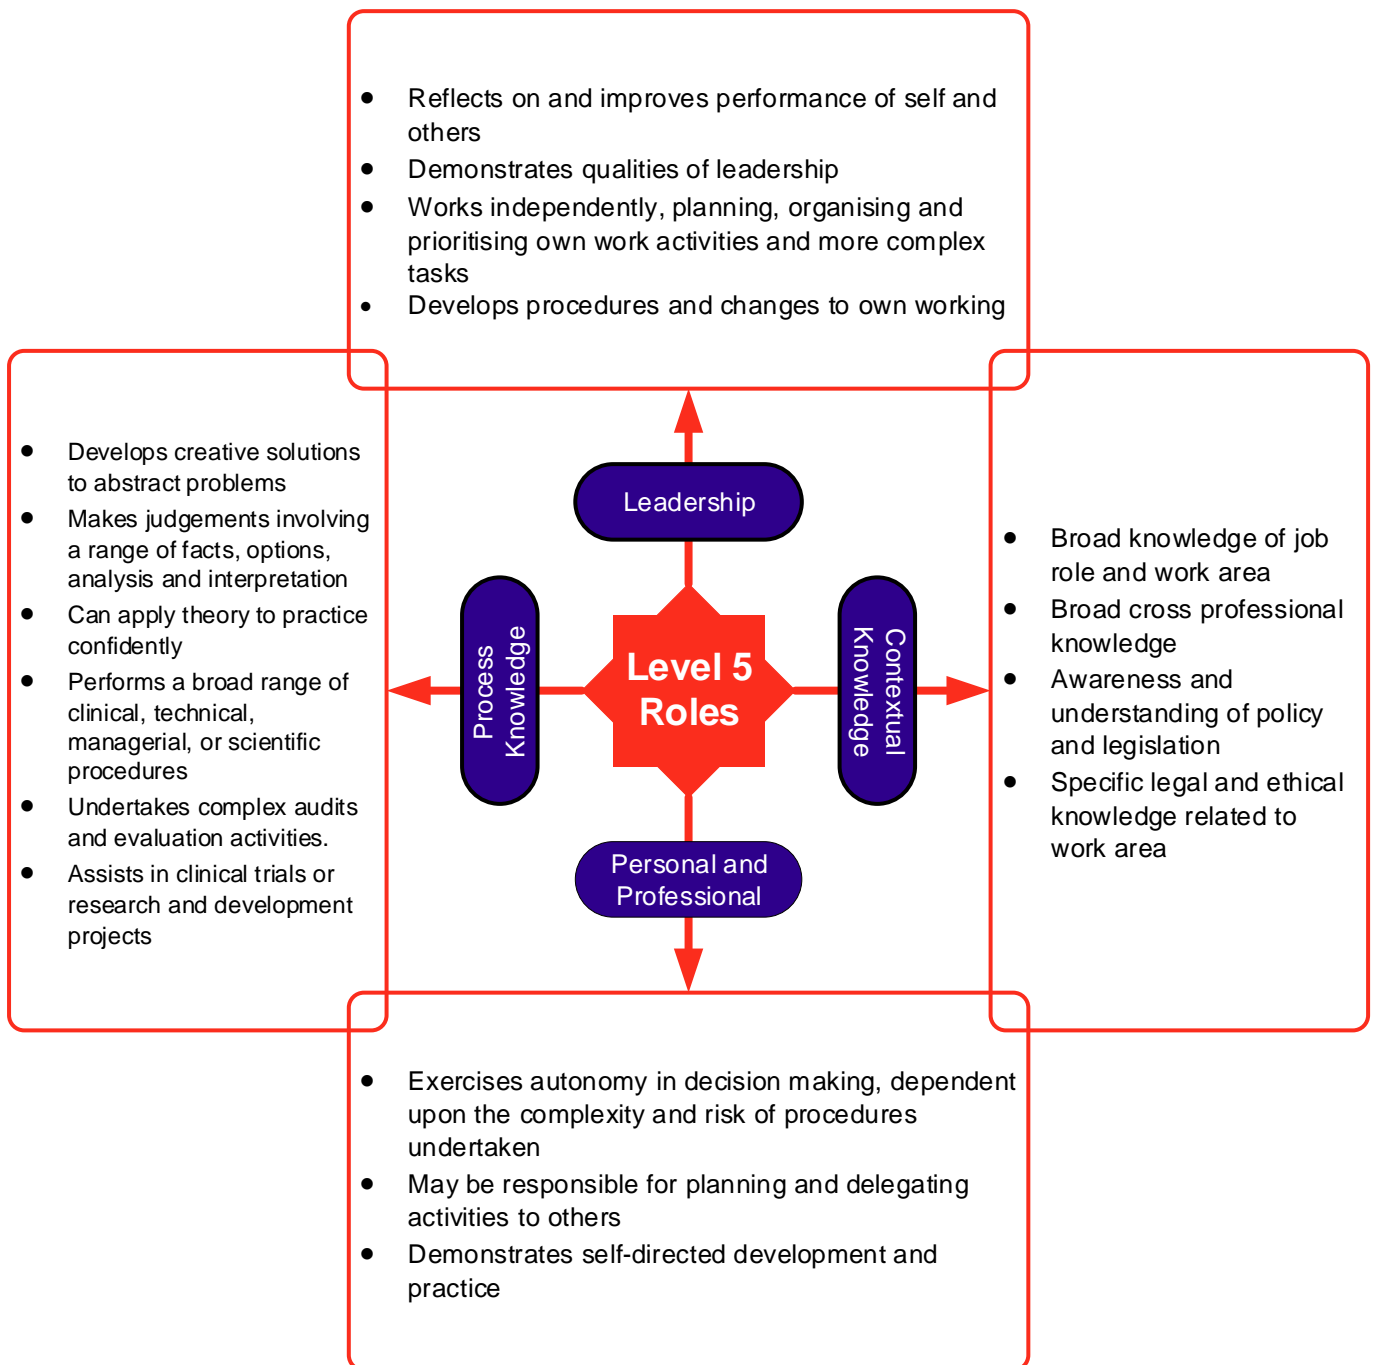 • Reflects on and improves performance of self and
others
• Demonstrates qualities of leadership
• Works independently, planning, organising and
prioritising own work activities and more complex
tasks
• Develops procedures and changes to own working
• Develops creative solutions
to abstract problems
• Makes judgements involving
a range of facts, options,
analysis and interpretation
• Can apply theory to practice
confidently
• Performs a broad range of
clinical, technical,
managerial, or scientific
procedures
• Undertakes complex audits
and evaluation activities.
• Assists in clinical trials or
research and development
projects
Leadership
Process
Knowledge
Level 5
Roles
Contextual
Knowledge
Personal and
Professional
• Broad knowledge of job
role and work area
• Broad cross professional
knowledge
• Awareness and
understanding of policy
and legislation
• Specific legal and ethical
knowledge related to
work area
• Exercises autonomy in decision making, dependent
upon the complexity and risk of procedures
undertaken
• May be responsible for planning and delegating
activities to others
• Demonstrates self-directed development and
practice